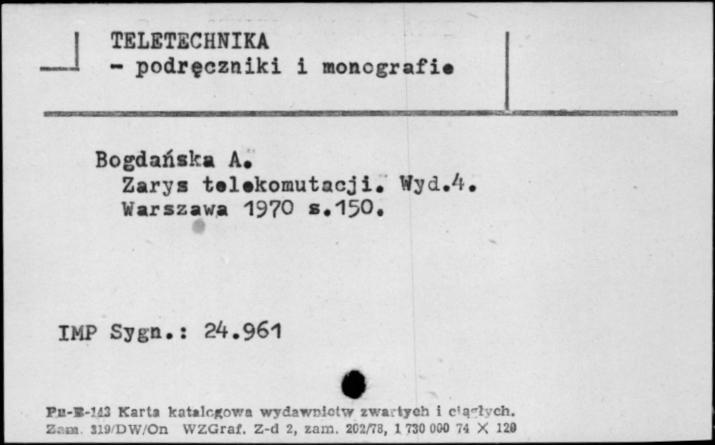 TELETECHNIKA
- podręczniki i monografie
Bogdańska A.
Zarys telekomutacji. Wyd.4.
Warszawa 1970 s.150.
IMP Sygn.: 24.961
Pu-B-143 Karta katalogowa wydawnictw zwartych i ciągłych.
Zam. 319/DW/On WZGraf. Z-d 2, zam. 202/78, 1 730 000 74 X 120